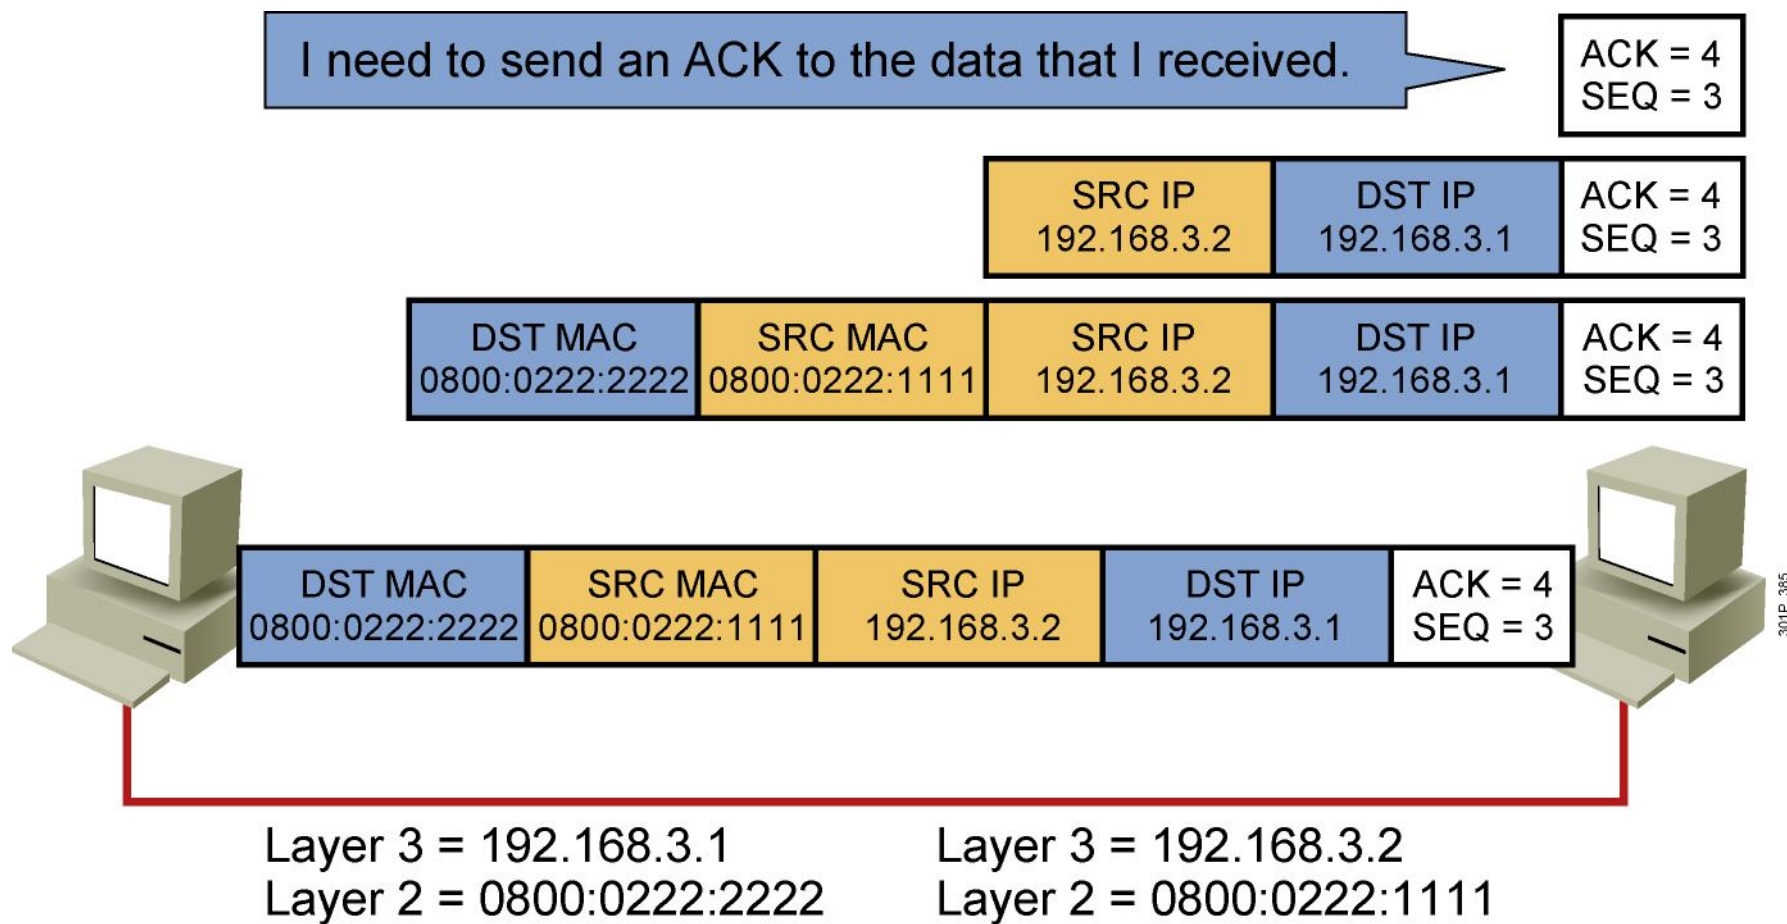 I need to send an ACK to the data that I received.
ACK = 4
SEQ = 3
SRC IP
192.168.3.2
DST IP
192.168.3.1
ACK = 4
SEQ = 3
DST MAC
0800:0222:2222
SRC MAC
0800:0222:1111
SRC IP
192.168.3.2
DST IP
192.168.3.1
ACK = 4
SEQ = 3
DST MAC
0800:0222:2222
SRC MAC
0800:0222:1111
SRC IP
192.168.3.2
DST IP
192.168.3.1
ACK = 4
SEQ = 3
301P_385
Layer 3 = 192.168.3.1
Layer 2 = 0800:0222:2222
Layer 3 = 192.168.3.2
Layer 2 = 0800:0222:1111